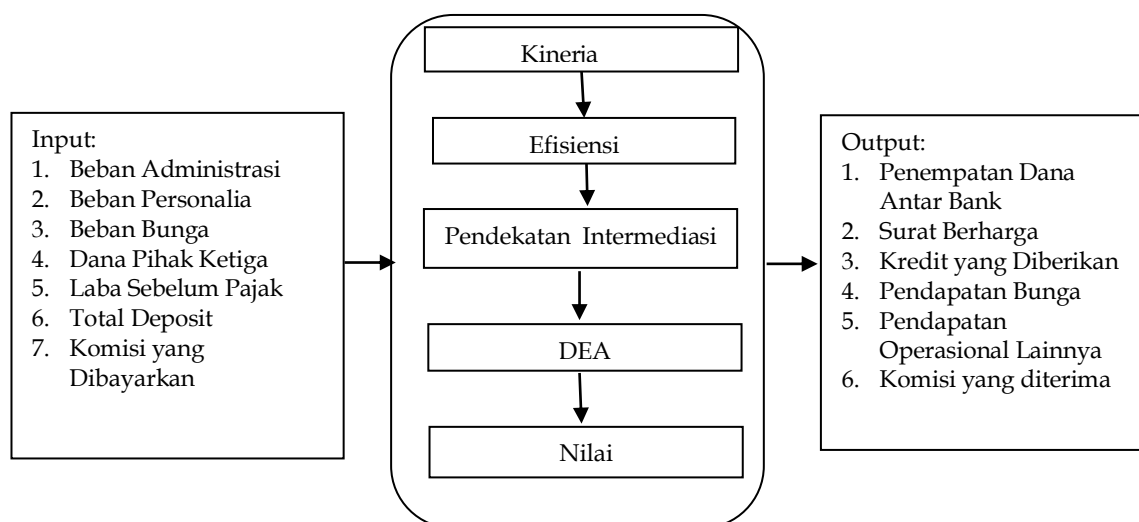 Input:
1. Beban Administrasi
2. Beban Personalia
3. Beban Bunga
4. Dana Pihak Ketiga
5. Laba Sebelum Pajak
6. Total Deposit
7. Komisi yang
Dibayarkan
Kinerja
Efisiensi
Pendekatan Intermediasi
DEA
Nilai
Output:
1. Penempatan Dana
Antar Bank
2. Surat Berharga
3. Kredit yang Diberikan
4. Pendapatan Bunga
5. Pendapatan
Operasional Lainnya
6. Komisi yang diterima